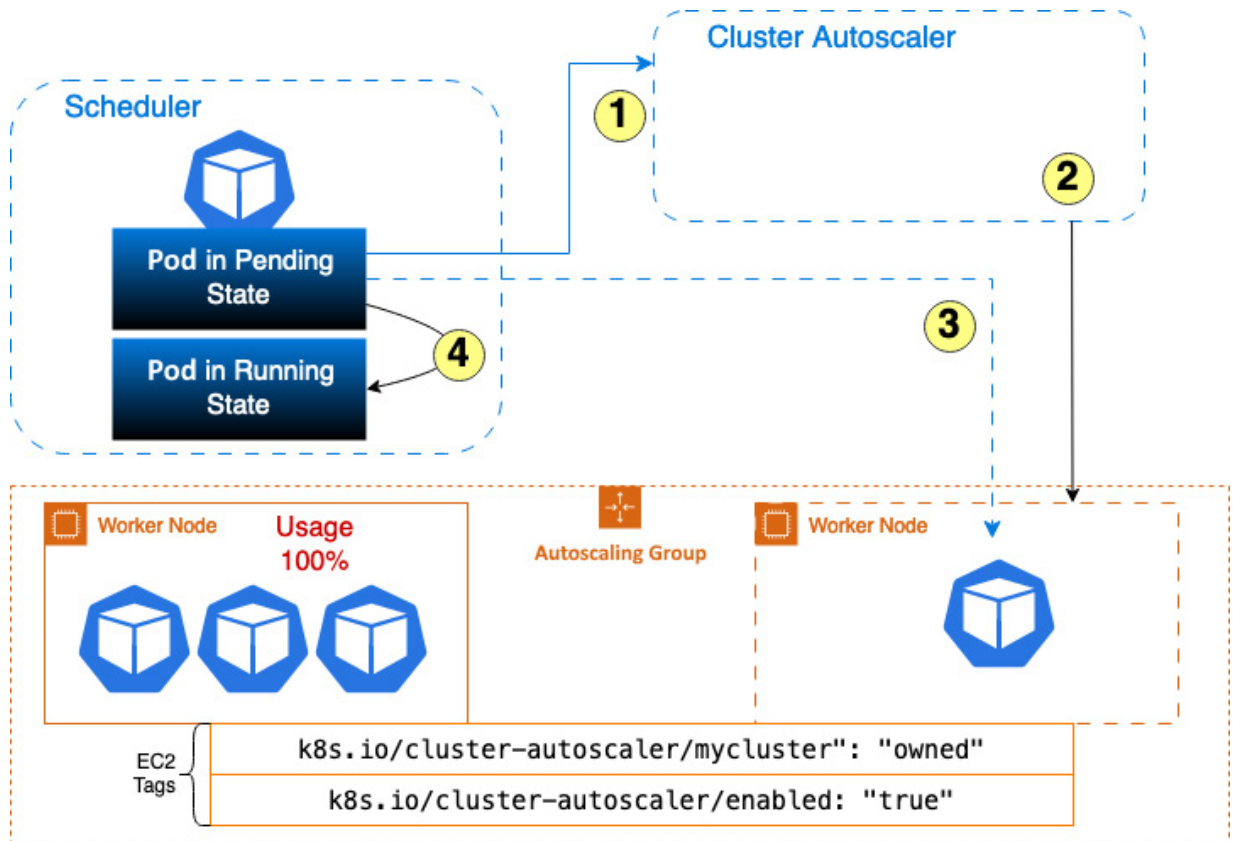 Cluster Autoscaler
Scheduler
1
2
Pod in Pending
State
3
4
Pod in Running
State
Worker Node
Usage
100%
Autoscaling Group
Worker Node
EC2
Tags
k8s.io/cluster-autoscaler/mycluster": "owned"
k8s.io/cluster-autoscaler/enabled: "true"